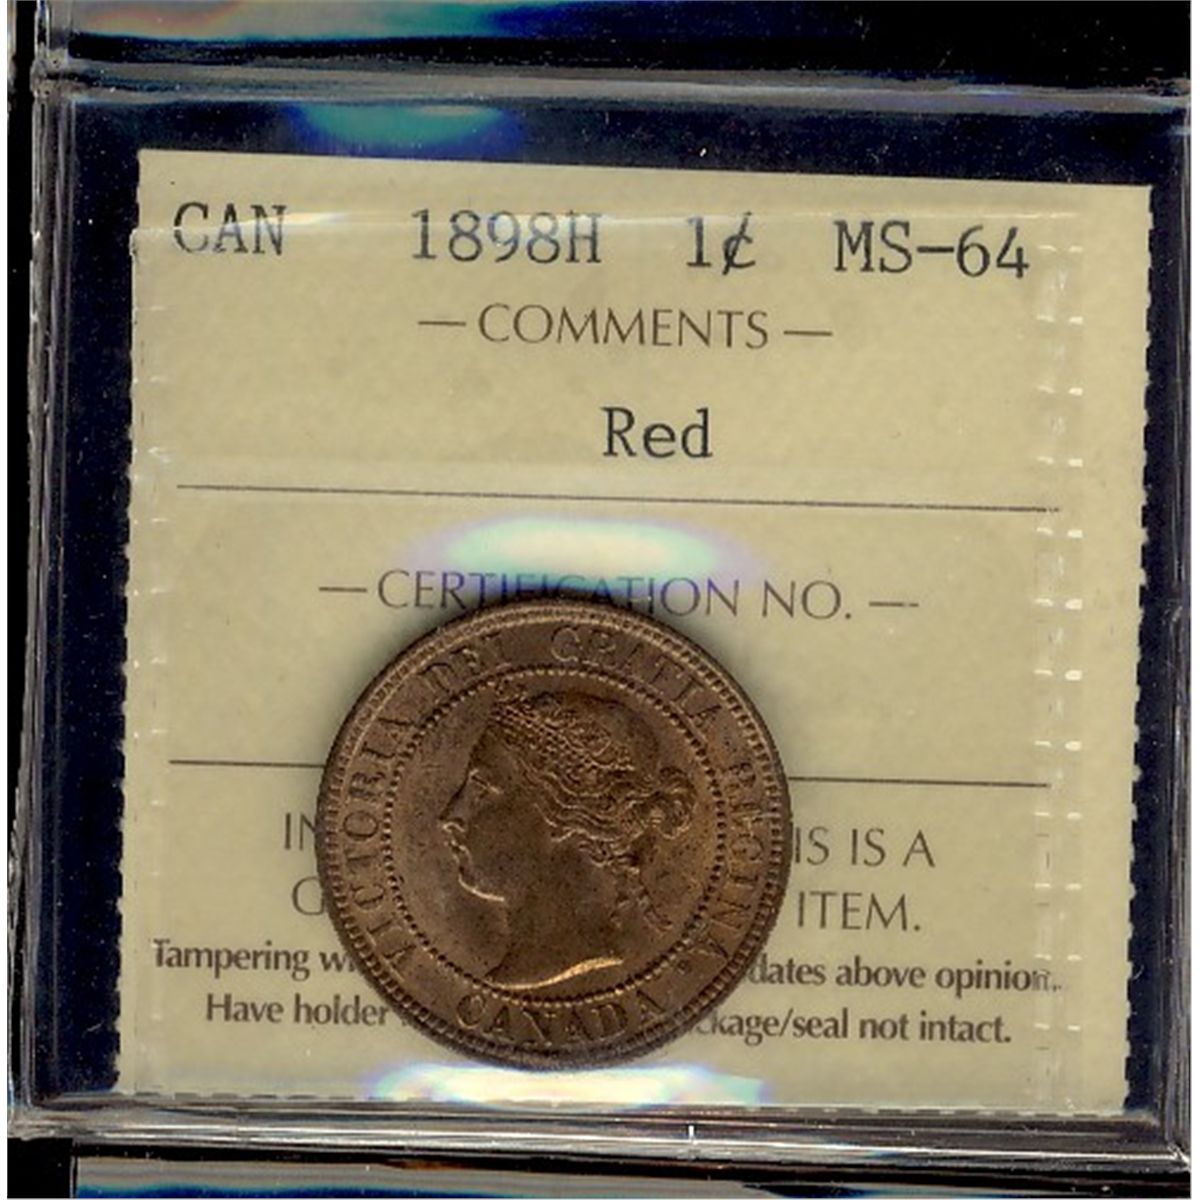 CAN 1898H 1¢ MS-64
— COMMENTS —
Red
— CERTIFICATION NO. —
VICTORIA DEI GRATIA REGINA.
CANADA
IS IS A
ITEM.
Tampering dates above opinion.
Have holder package/seal not intact.